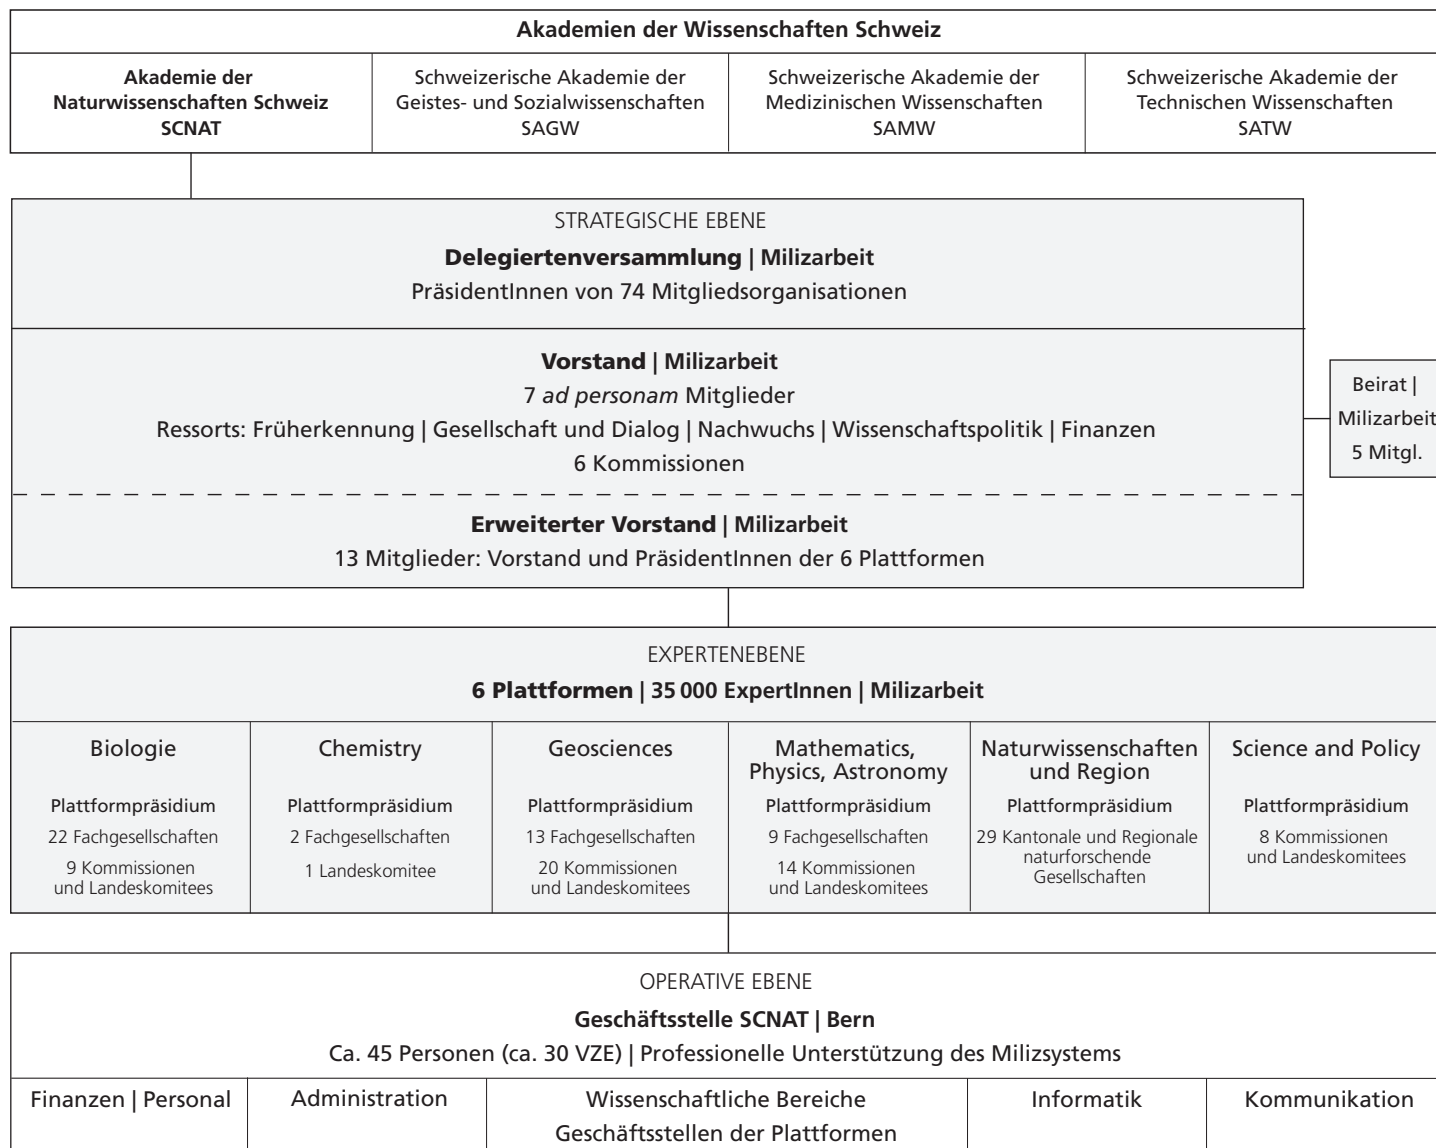 Akademien der Wissenschaften Schweiz
Akademie der
Naturwissenschaften Schweiz
SCNAT
Schweizerische Akademie der
Geistes- und Sozialwissenschaften
SAGW
Schweizerische Akademie der
Medizinischen Wissenschaften
SAMW
Schweizerische Akademie der
Technischen Wissenschaften
SATW
STRATEGISCHE EBENE
Delegiertenversammlung | Milizarbeit
PräsidentInnen von 74 Mitgliedsorganisationen
Vorstand | Milizarbeit
7 ad personam Mitglieder
Ressorts: Früherkennung | Gesellschaft und Dialog | Nachwuchs | Wissenschaftspolitik | Finanzen
6 Kommissionen
Beirat |
Milizarbeit
5 Mitgl.
Erweiterter Vorstand | Milizarbeit
13 Mitglieder: Vorstand und PräsidentInnen der 6 Plattformen
EXPERTENEBENE
6 Plattformen | 35 000 ExpertInnen | Milizarbeit
Biologie
Plattformpräsidium
22 Fachgesellschaften
9 Kommissionen
und Landeskomitees
Chemistry
Plattformpräsidium
2 Fachgesellschaften
1 Landeskomitee
Geosciences
Plattformpräsidium
13 Fachgesellschaften
20 Kommissionen
und Landeskomitees
Mathematics,
Physics, Astronomy
Plattformpräsidium
9 Fachgesellschaften
14 Kommissionen
und Landeskomitees
Naturwissenschaften
und Region
Plattformpräsidium
29 Kantonale und Regionale
naturforschende
Gesellschaften
Science and Policy
Plattformpräsidium
8 Kommissionen
und Landeskomitees
OPERATIVE EBENE
Geschäftsstelle SCNAT | Bern
Ca. 45 Personen (ca. 30 VZE) | Professionelle Unterstützung des Milizsystems
Finanzen | Personal
Administration
Wissenschaftliche Bereiche
Geschäftsstellen der Plattformen
Informatik
Kommunikation